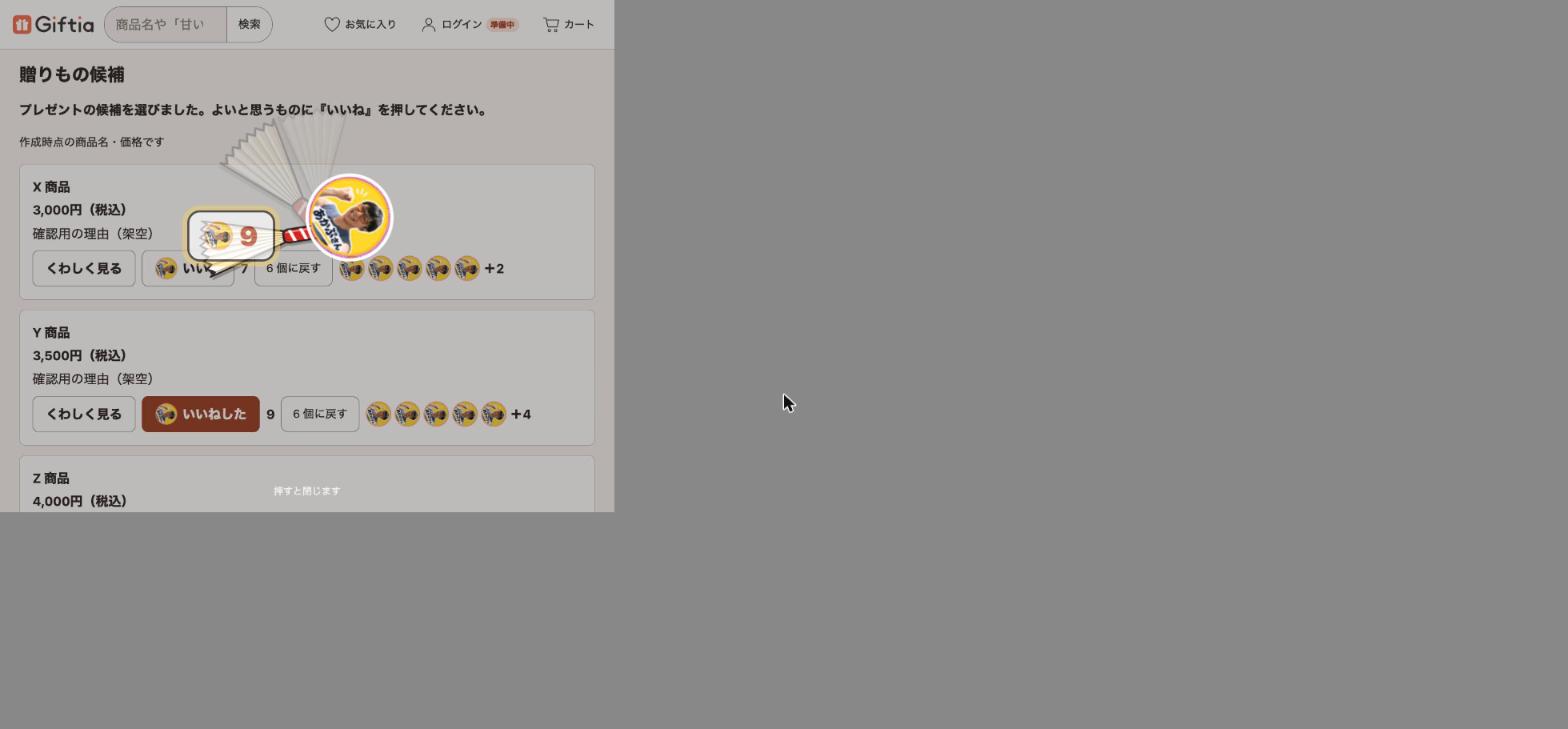 Giftia
商品名や「甘い
検索
お気に入り
ログイン 準備中
カート
贈りもの候補
プレゼントの候補を選びました。よいと思うものに『いいね』を押してください。
作成時点の商品名・価格です
X 商品
3,000円（税込）
確認用の理由（架空）
9
あかぷさん
くわしく見る
いい
7
6 個に戻す
+2
Y 商品
3,500円（税込）
確認用の理由（架空）
くわしく見る
いいねした
9
6 個に戻す
+4
Z 商品
4,000円（税込）
押すと閉じます